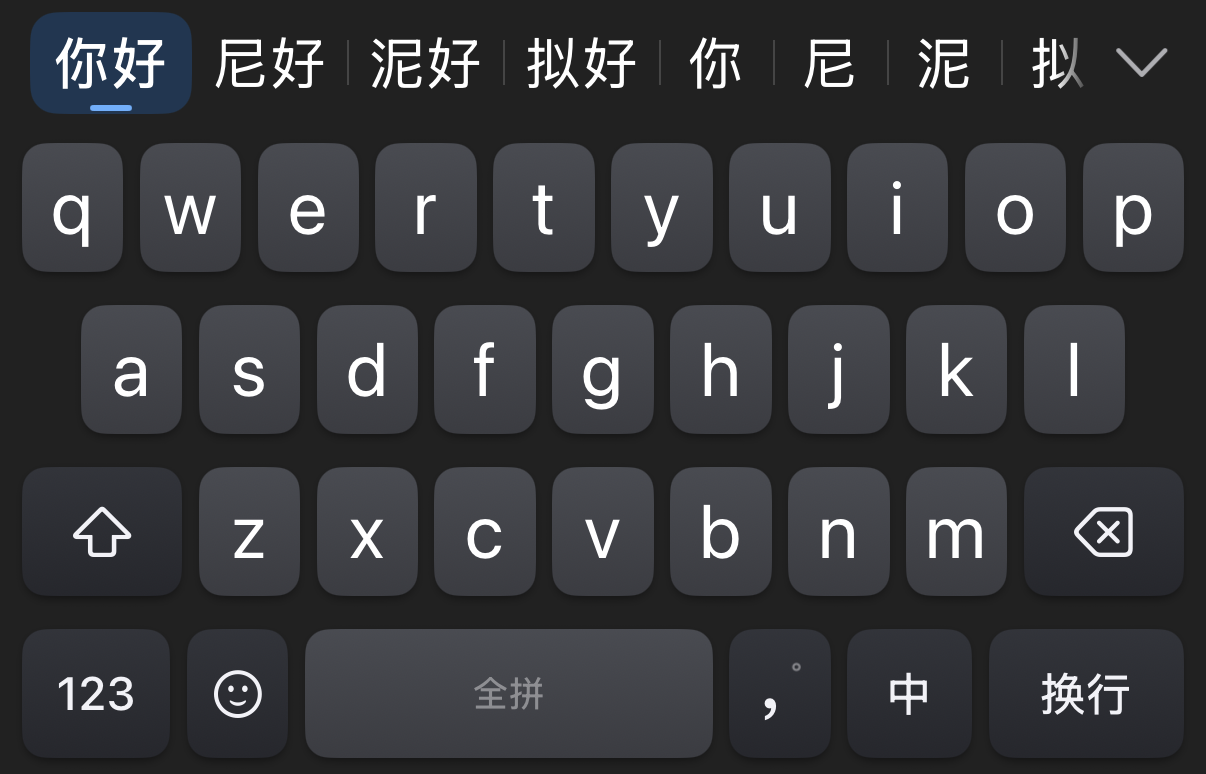 你好 尼好 泥好 拟好 你 尼 泥 拟
q w e r t y u i o p
a s d f g h j k l
z x c v b n m
123 全拼 ，。 中 换行